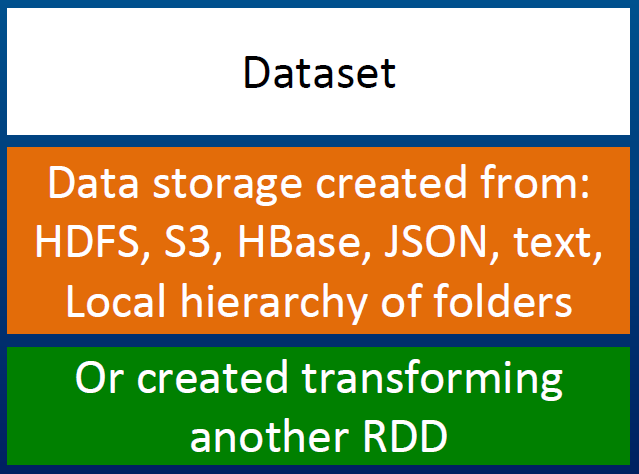 Dataset
Data storage created from:
HDFS, S3, HBase, JSON, text,
Local hierarchy of folders
Or created transforming
another RDD